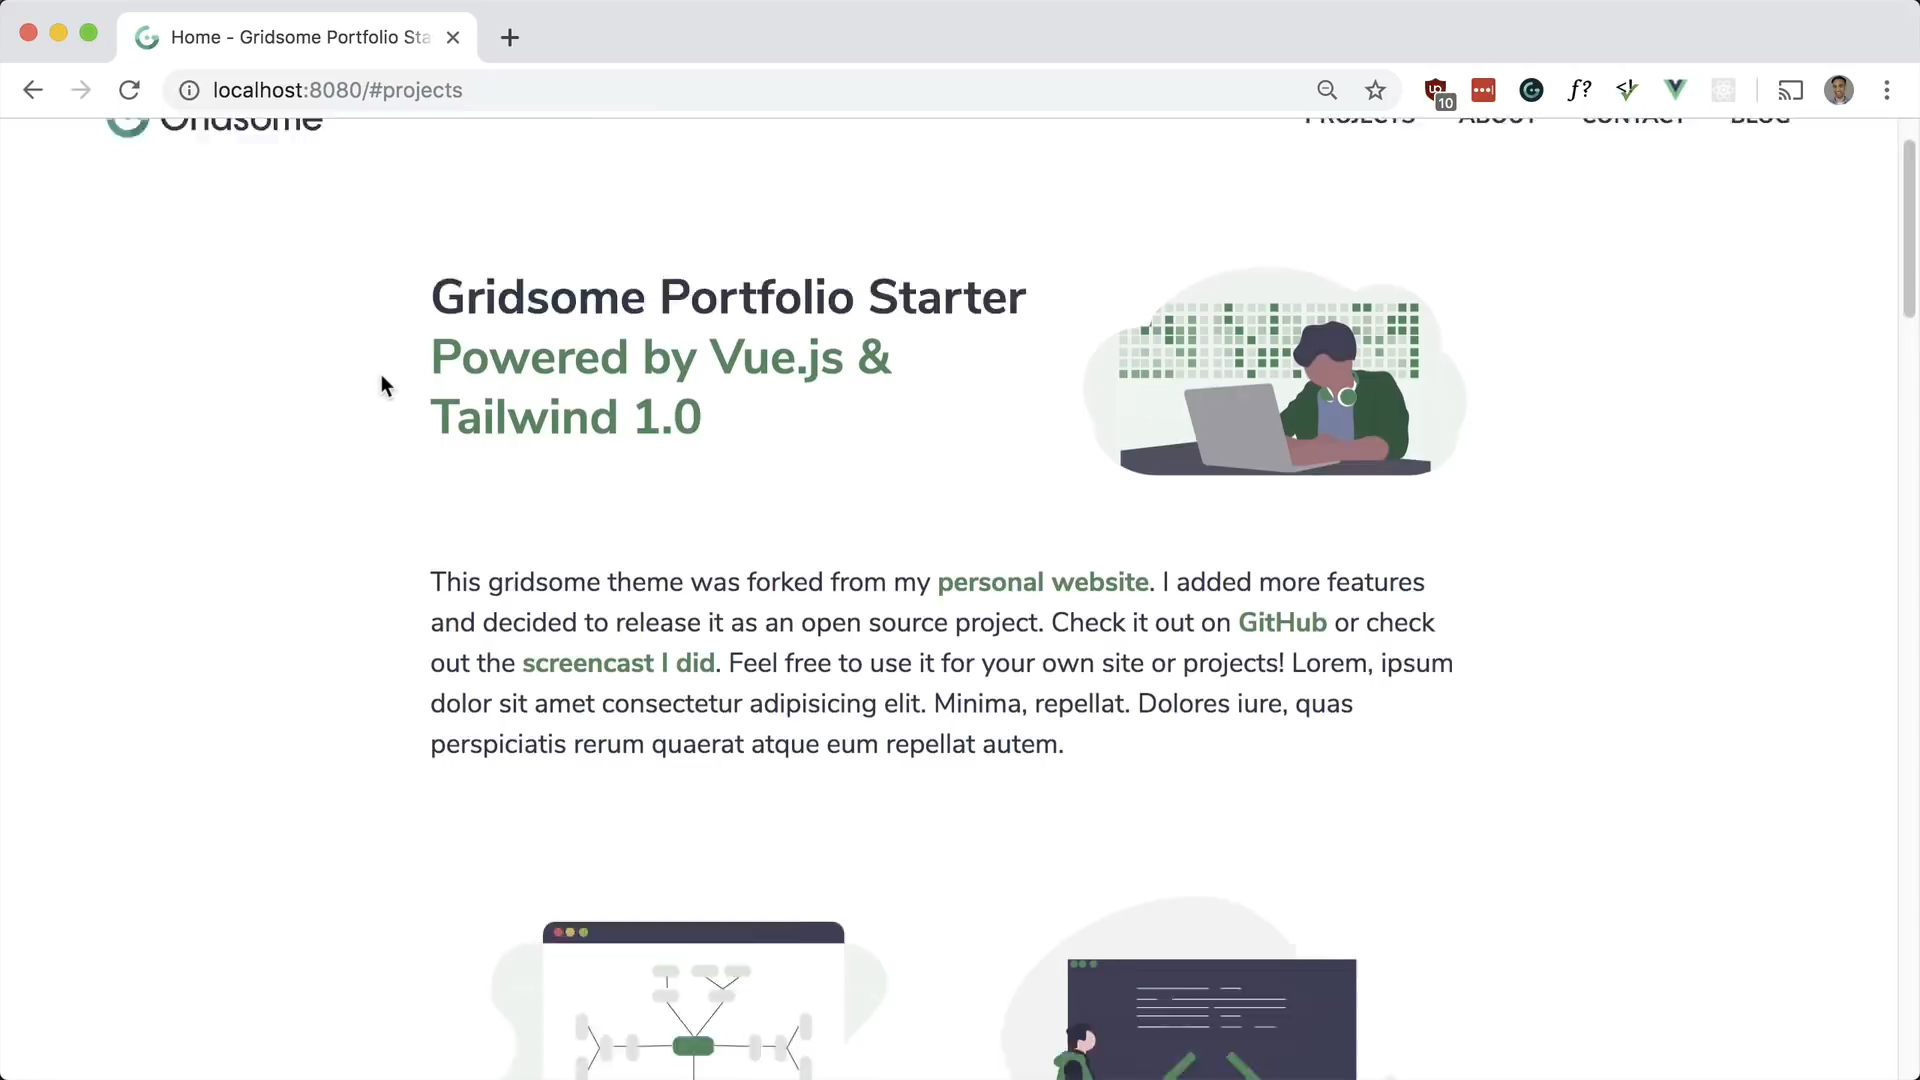 Home - Gridsome Portfolio Sta
localhost:8080/#projects
10
Gridsome
PROJECTS ABOUT CONTACT BLOG
Gridsome Portfolio Starter
Powered by Vue.js &
Tailwind 1.0
This gridsome theme was forked from my personal website. I added more features
and decided to release it as an open source project. Check it out on GitHub or check
out the screencast I did. Feel free to use it for your own site or projects! Lorem, ipsum
dolor sit amet consectetur adipisicing elit. Minima, repellat. Dolores iure, quas
perspiciatis rerum quaerat atque eum repellat autem.